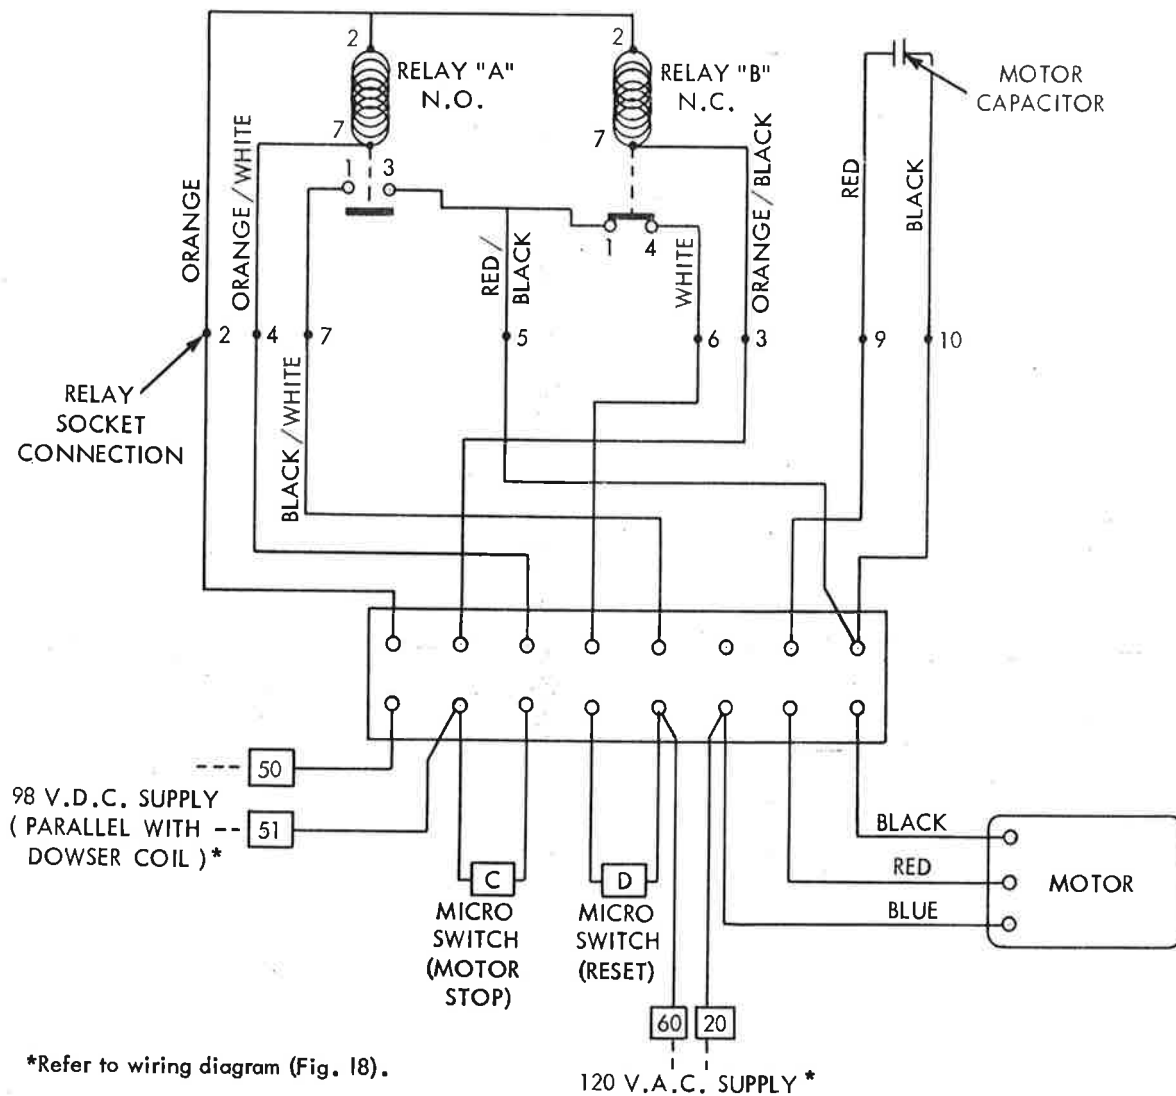 2
2
RELAY "A"
N.O.
RELAY "B"
N.C.
MOTOR
CAPACITOR
7
7
1
3
1
4
ORANGE
ORANGE/WHITE
RED/
BLACK
WHITE
ORANGE/BLACK
RED
BLACK
2
4
7
5
6
3
9
10
RELAY
SOCKET
CONNECTION
BLACK/WHITE
50
98 V.D.C. SUPPLY
(PARALLEL WITH
DOWSER COIL)*
51
C
MICRO
SWITCH
(MOTOR
STOP)
D
MICRO
SWITCH
(RESET)
BLACK
RED
BLUE
MOTOR
60
20
120 V.A.C. SUPPLY *
*Refer to wiring diagram (Fig. 18).